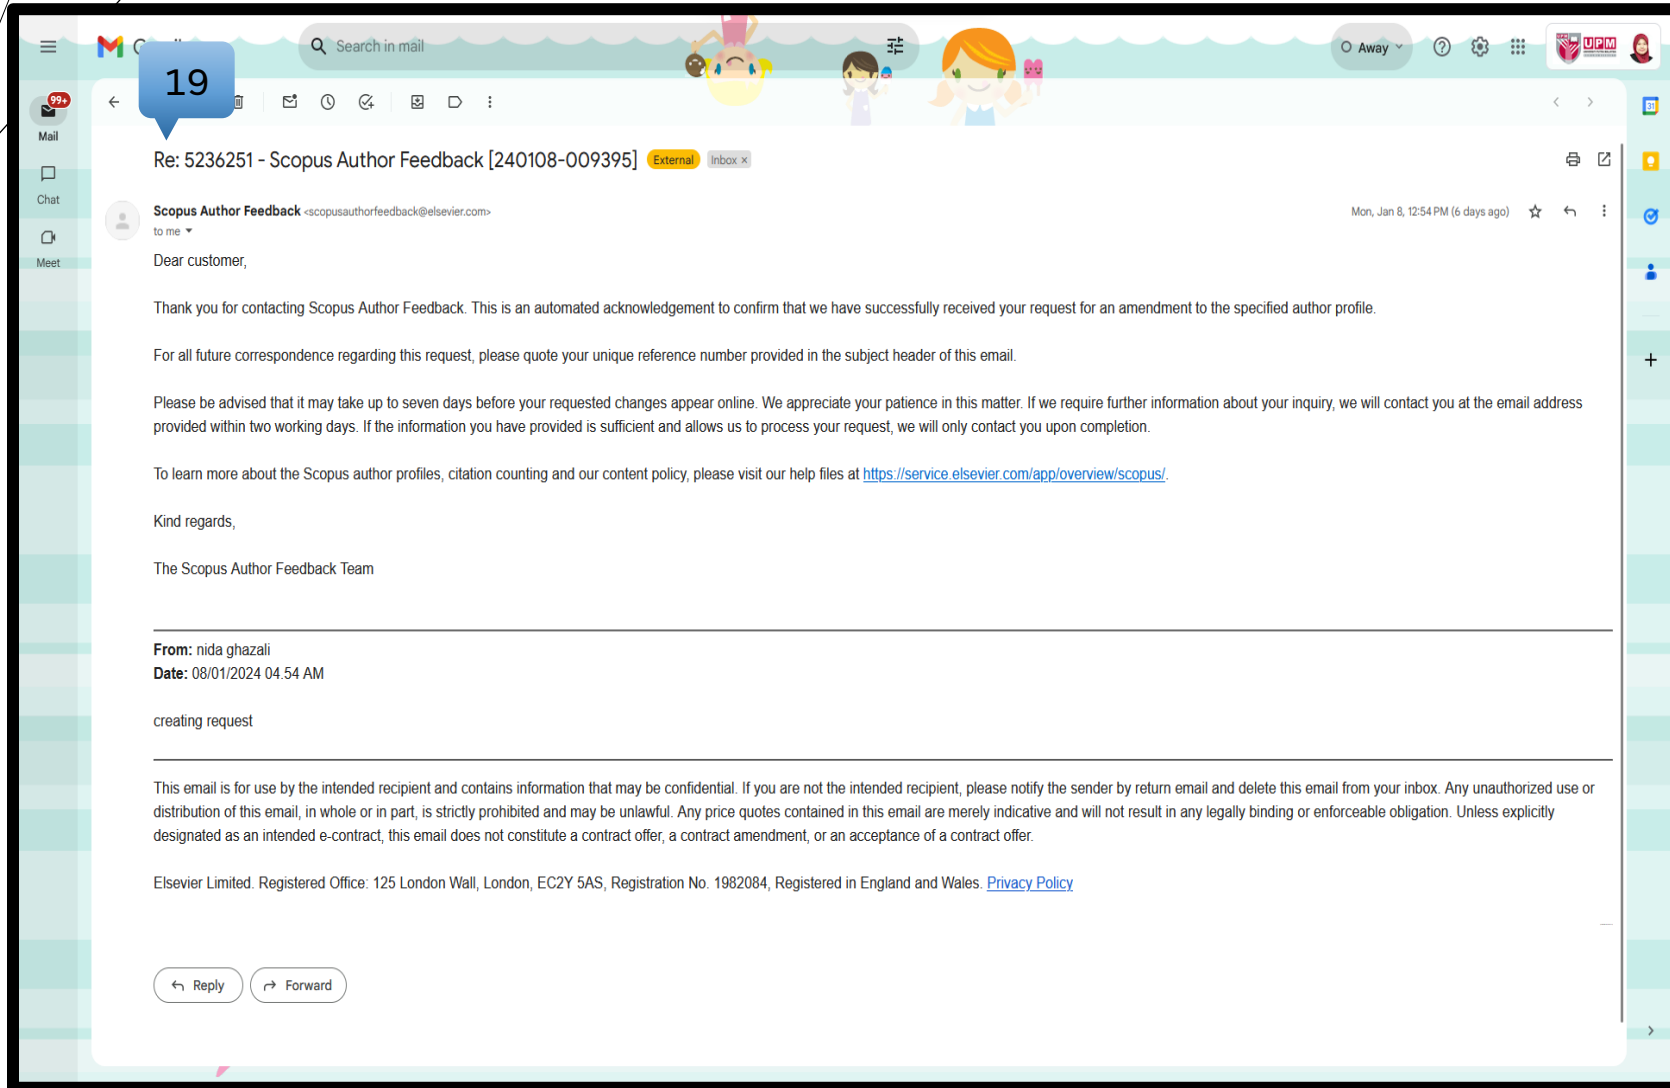 Search in mail
Away
UPM
19
99+
Mail
Chat
Meet
31
Re: 5236251 - Scopus Author Feedback [240108-009395] External Inbox ×
Scopus Author Feedback <scopusauthorfeedback@elsevier.com>
Mon, Jan 8, 12:54 PM (6 days ago)
to me
Dear customer,
Thank you for contacting Scopus Author Feedback. This is an automated acknowledgement to confirm that we have successfully received your request for an amendment to the specified author profile.
For all future correspondence regarding this request, please quote your unique reference number provided in the subject header of this email.
Please be advised that it may take up to seven days before your requested changes appear online. We appreciate your patience in this matter. If we require further information about your inquiry, we will contact you at the email address
provided within two working days. If the information you have provided is sufficient and allows us to process your request, we will only contact you upon completion.
To learn more about the Scopus author profiles, citation counting and our content policy, please visit our help files at https://service.elsevier.com/app/overview/scopus/.
Kind regards,
The Scopus Author Feedback Team
From: nida ghazali
Date: 08/01/2024 04.54 AM
creating request
This email is for use by the intended recipient and contains information that may be confidential. If you are not the intended recipient, please notify the sender by return email and delete this email from your inbox. Any unauthorized use or
distribution of this email, in whole or in part, is strictly prohibited and may be unlawful. Any price quotes contained in this email are merely indicative and will not result in any legally binding or enforceable obligation. Unless explicitly
designated as an intended e-contract, this email does not constitute a contract offer, a contract amendment, or an acceptance of a contract offer.
Elsevier Limited. Registered Office: 125 London Wall, London, EC2Y 5AS, Registration No. 1982084, Registered in England and Wales. Privacy Policy
Reply
Forward